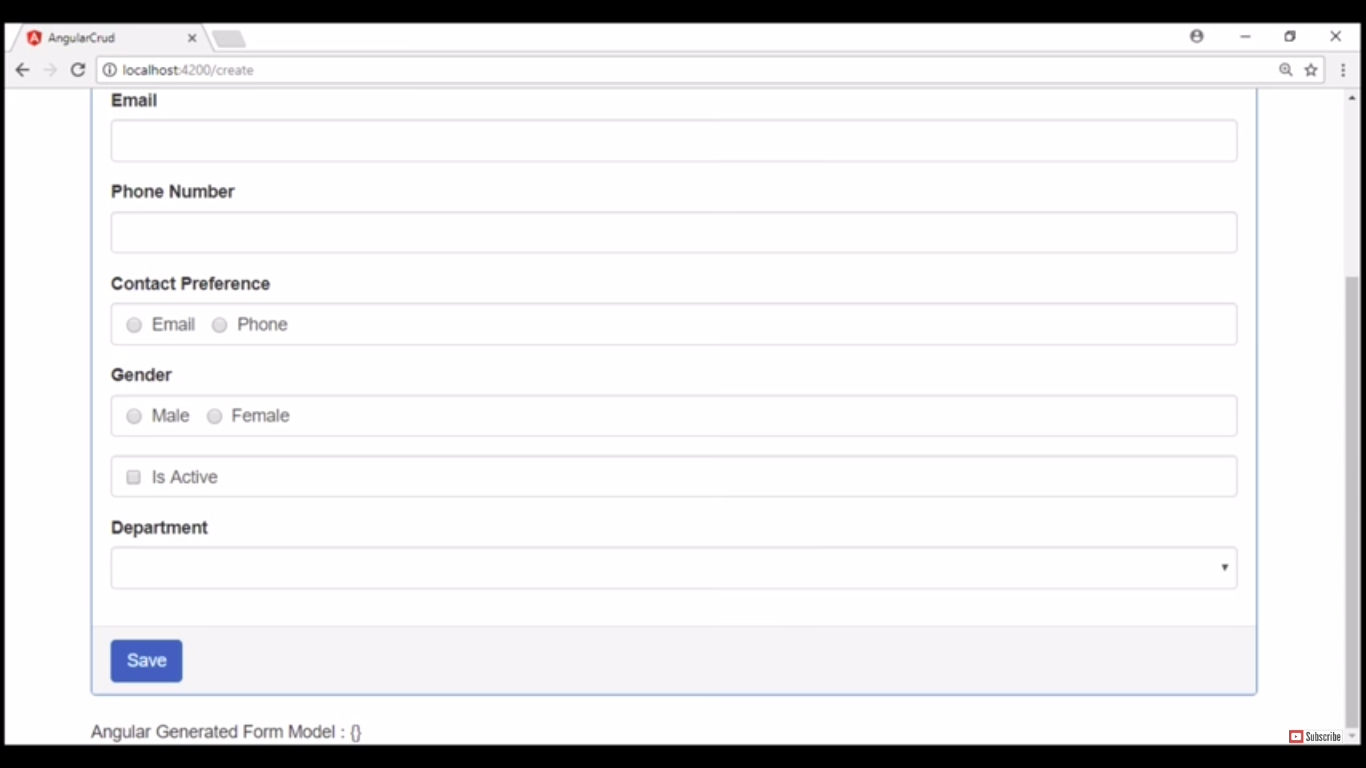 AngularCrud
localhost:4200/create
Email
Phone Number
Contact Preference
Email Phone
Gender
Male Female
Is Active
Department
Save
Angular Generated Form Model : {}
Subscribe